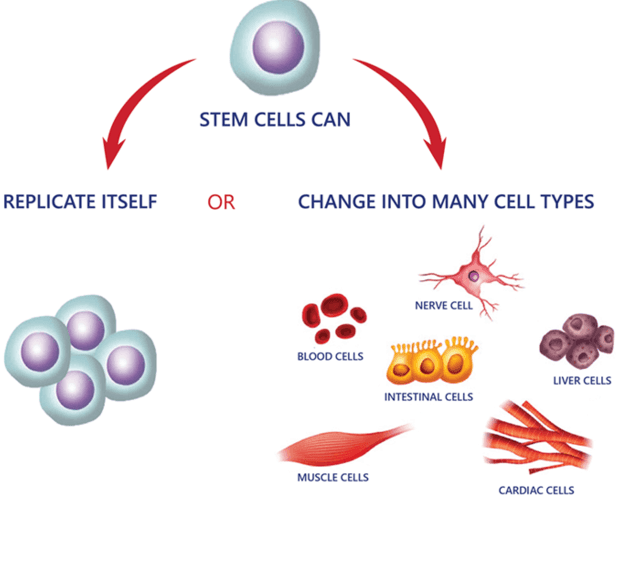 STEM CELLS CAN
REPLICATE ITSELF OR CHANGE INTO MANY CELL TYPES
NERVE CELL
BLOOD CELLS
LIVER CELLS
INTESTINAL CELLS
MUSCLE CELLS
CARDIAC CELLS